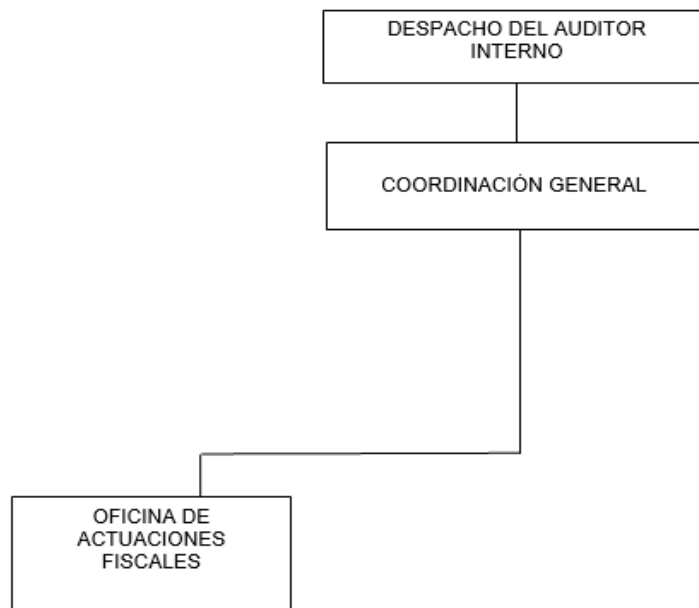 DESPACHO DEL AUDITOR
INTERNO
COORDINACIÓN GENERAL
OFICINA DE
ACTUACIONES
FISCALES